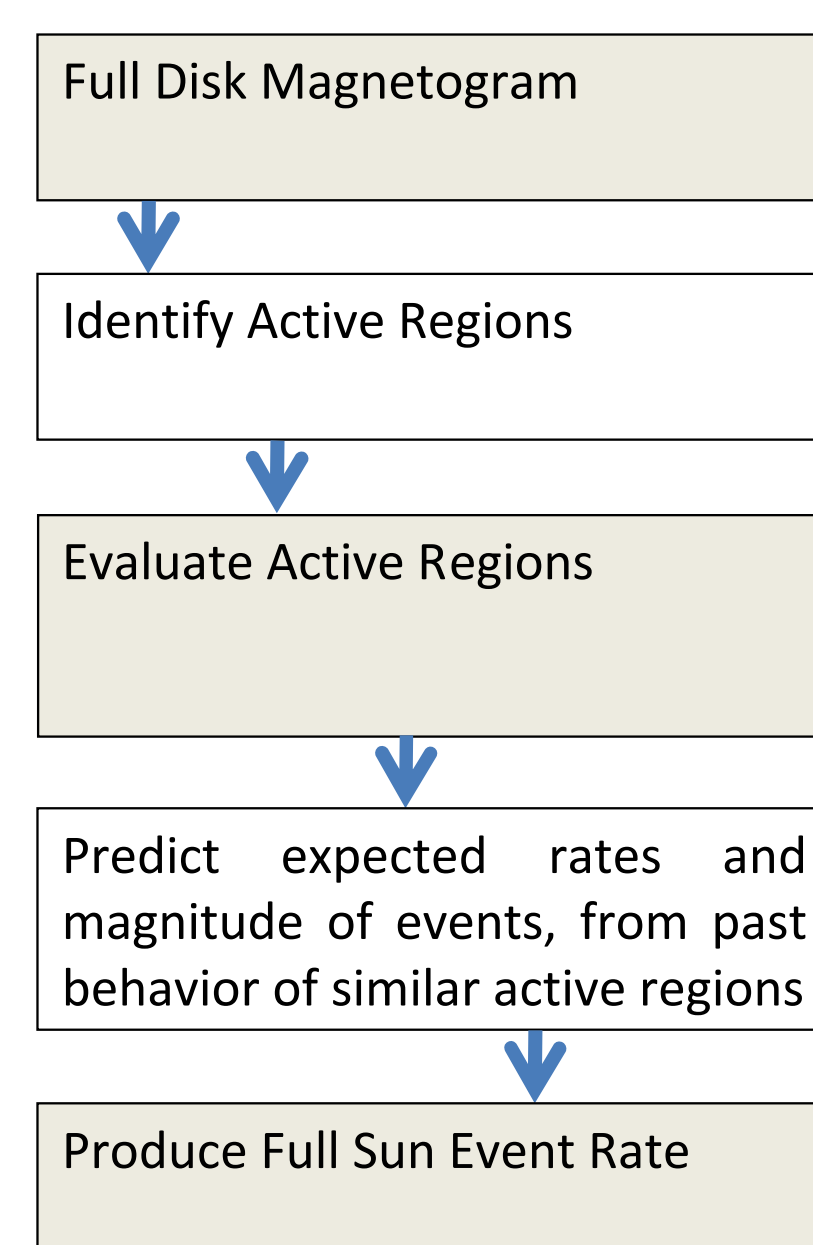 Full Disk Magnetogram
Identify Active Regions
Evaluate Active Regions
Predict expected rates and
magnitude of events, from past
behavior of similar active regions
Produce Full Sun Event Rate